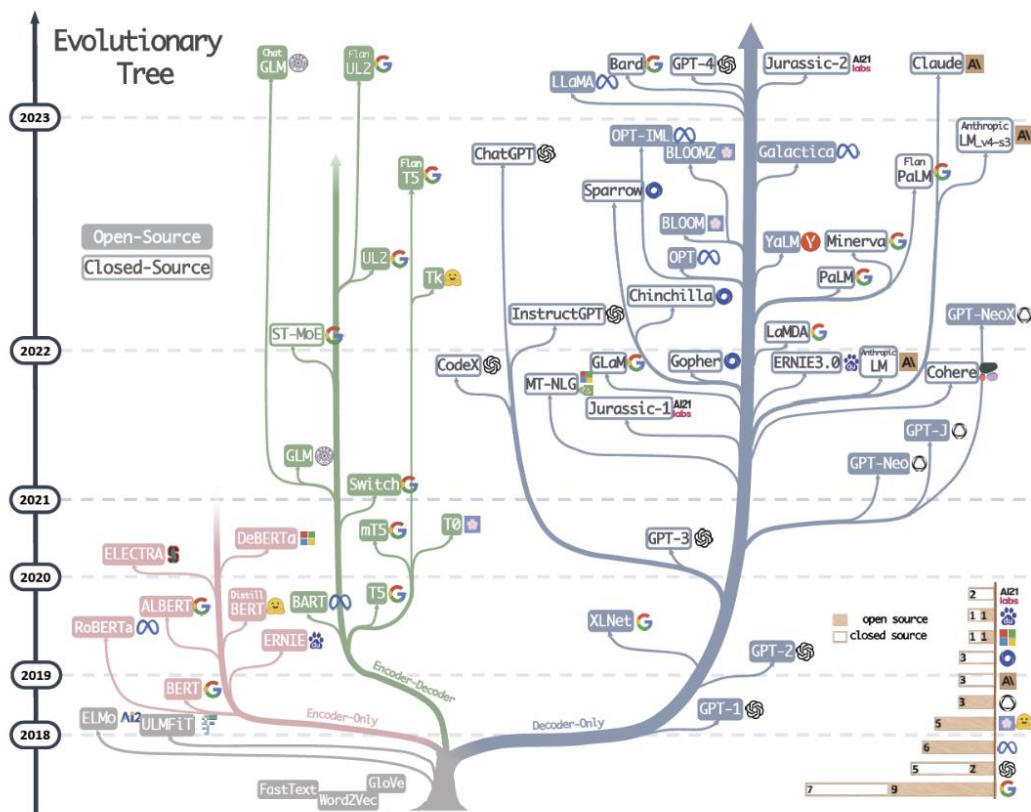 Evolutionary
Tree
2023
2022
2021
2020
2019
2018
Open-Source
Closed-Source
Chat
GLM
Flan
UL2
G
Flan
T5
G
UL2
G
Tk
ST-MoE
G
GLM
Switch
G
mT5
G
T0
BART
T5
G
Encoder-Decoder
DeBERTa
ELECTRA
S
ALBERT
G
Distill
BERT
RoBERTa
ERNIE
du
BERT
G
Encoder-Only
ELMo
Ai2
ULMFiT
FastText
Word2Vec
GloVe
LLaMA
Bard
G
GPT-4
Jurassic-2
AI21
labs
Claude
A\
ChatGPT
OPT-IML
BLOOMZ
Galactica
Anthropic
LM_v4-s3
A\
Sparrow
Flan
PaLM
G
BLOOM
OPT
YaLM
Y
Minerva
G
PaLM
G
Chinchilla
InstructGPT
GPT-NeoX
LaMDA
G
CodeX
MT-NLG
GLaM
G
Gopher
ERNIE3.0
du
Anthropic
LM
A\
Cohere
Jurassic-1
AI21
labs
GPT-J
GPT-Neo
GPT-3
XLNet
G
GPT-2
GPT-1
Decoder-Only
open source
closed source
2
AI21
labs
1 1
du
1 1
3
3
A\
3
5
6
5 2
7 9
G